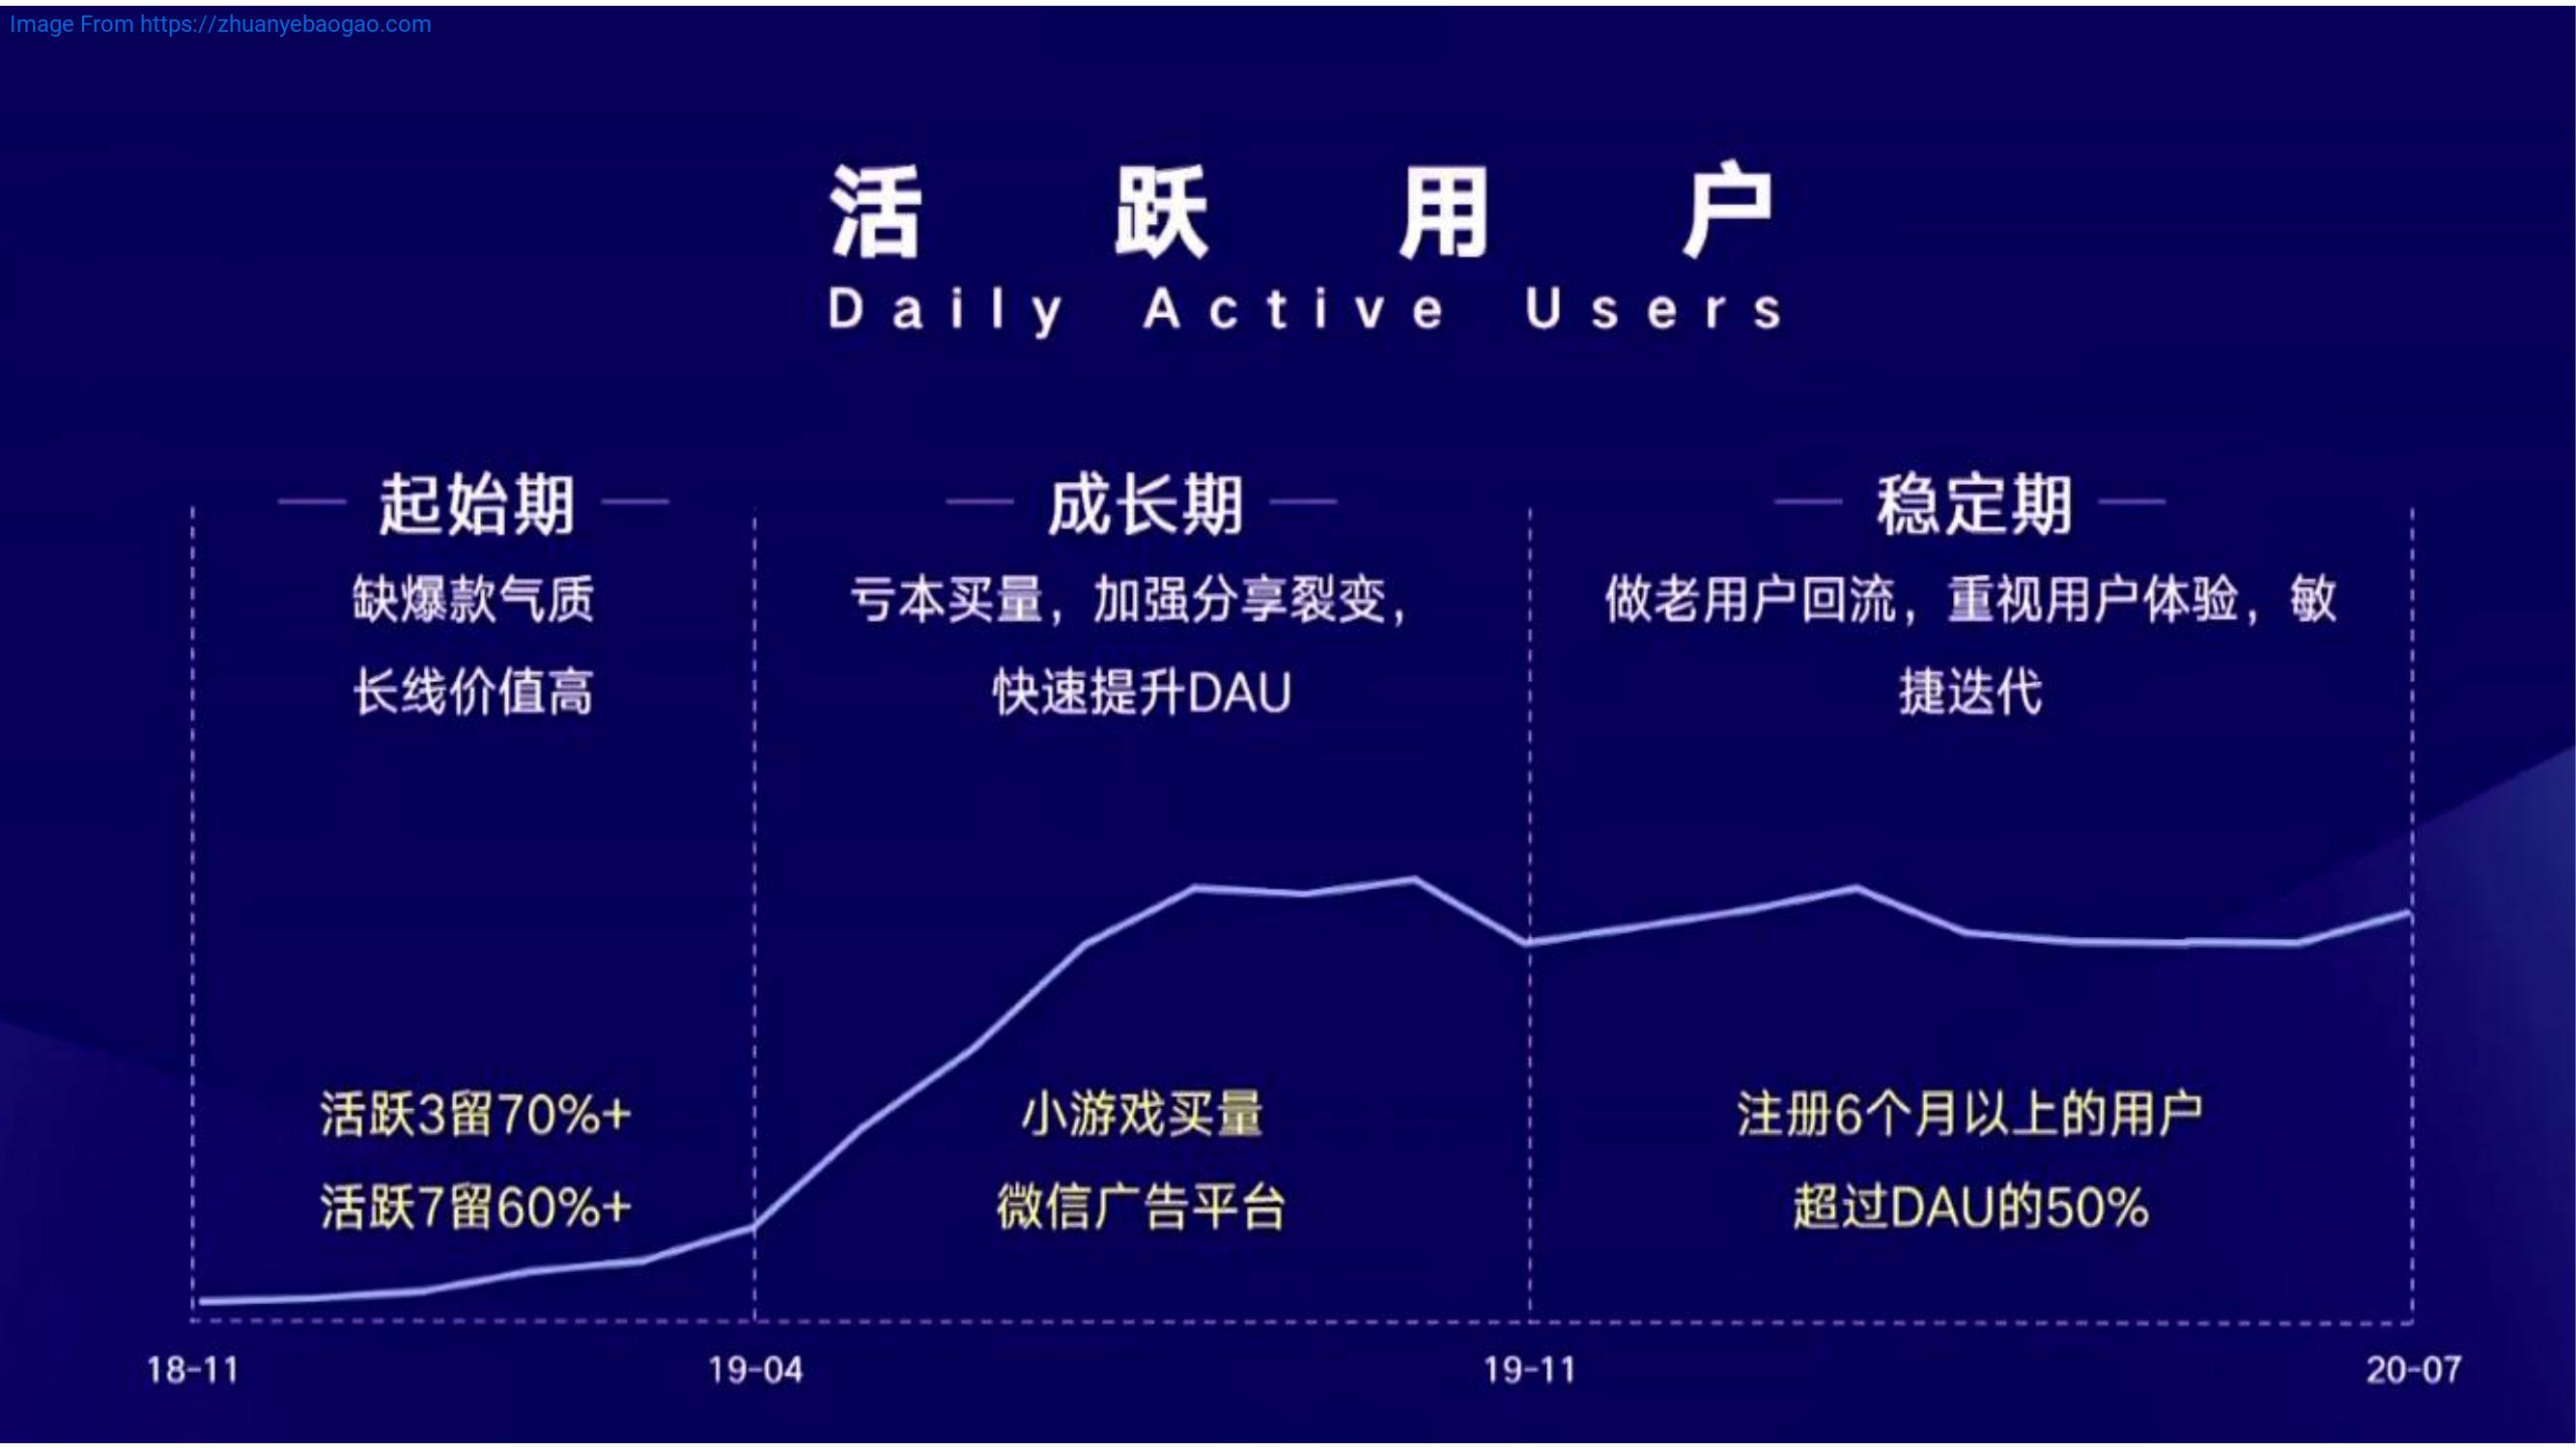 Image From https://zhuanyebaogao.com
活跃用户
Daily Active Users
起始期
缺爆款气质
长线价值高
成长期
亏本买量，加强分享裂变，
快速提升DAU
稳定期
做老用户回流，重视用户体验，敏
捷迭代
活跃3留70%+
活跃7留60%+
小游戏买量
微信广告平台
注册6个月以上的用户
超过DAU的50%
18-11
19-04
19-11
20-07